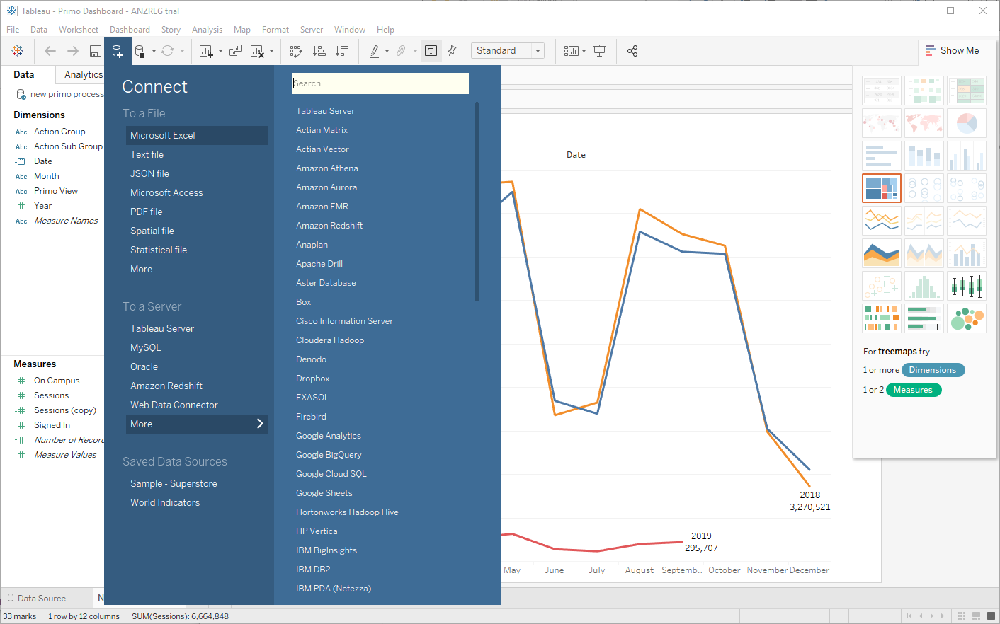 Tableau - Primo Dashboard - ANZREG trial
File Data Worksheet Dashboard Story Analysis Map Format Server Window Help
Standard
Show Me
Data Analytics
new primo process
Dimensions
Abc Action Group
Abc Action Sub Group
Date
Abc Month
Abc Primo View
Year
Abc Measure Names
Measures
On Campus
Sessions
Sessions (copy)
Signed In
Number of Recor
Measure Values
Connect
To a File
Microsoft Excel
Text file
JSON file
Microsoft Access
PDF file
Spatial file
Statistical file
More...
To a Server
Tableau Server
MySQL
Oracle
Amazon Redshift
Web Data Connector
More...
Saved Data Sources
Sample - Superstore
World Indicators
Search
Tableau Server
Actian Matrix
Actian Vector
Amazon Athena
Amazon Aurora
Amazon EMR
Amazon Redshift
Anaplan
Apache Drill
Aster Database
Box
Cisco Information Server
Cloudera Hadoop
Denodo
Dropbox
EXASOL
Firebird
Google Analytics
Google BigQuery
Google Cloud SQL
Google Sheets
Hortonworks Hadoop Hive
HP Vertica
IBM BigInsights
IBM DB2
IBM PDA (Netezza)
Date
2018
3,270,521
2019
295,707
May June July August Septemb.. October November December
For treemaps try
1 or more Dimensions
1 or 2 Measures
Data Source N
33 marks 1 row by 12 columns SUM(Sessions): 6,664,848